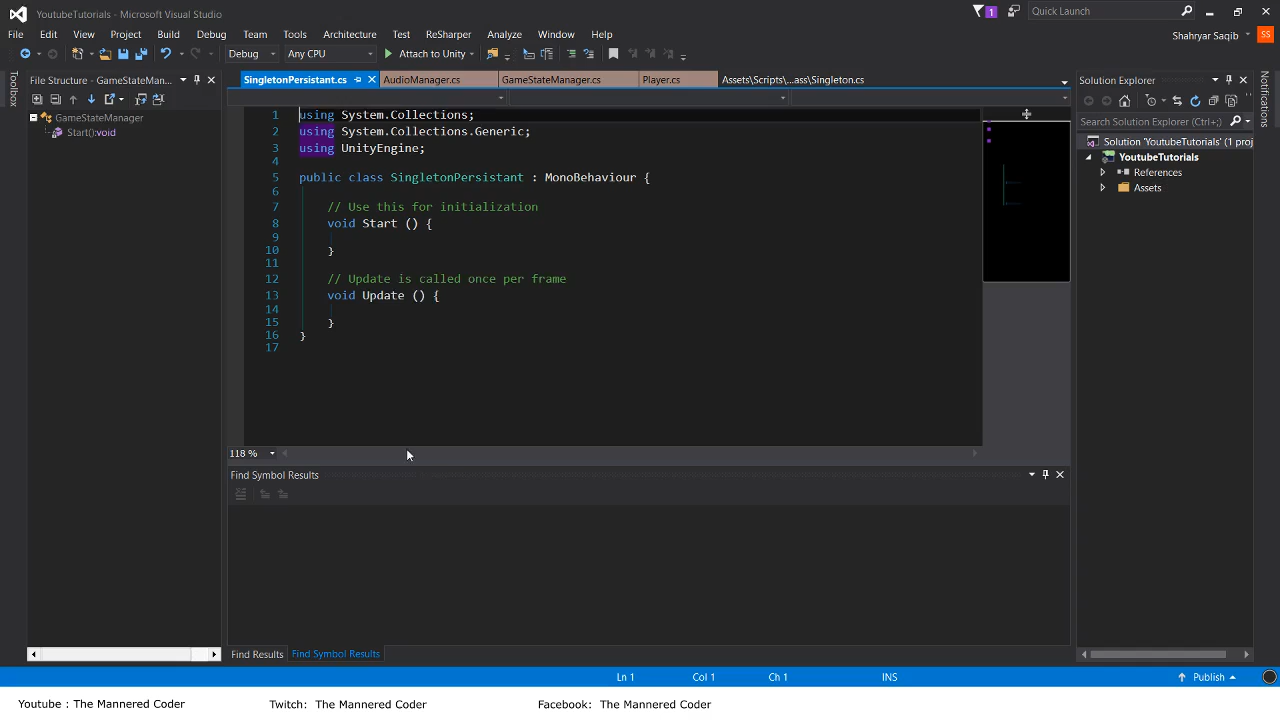 YoutubeTutorials - Microsoft Visual Studio
1
Quick Launch
File Edit View Project Build Debug Team Tools Architecture Test ReSharper Analyze Window Help
Shahryar Saqib
SS
Debug Any CPU Attach to Unity
Toolbox
File Structure - GameStateMan...
GameStateManager
Start():void
SingletonPersistant.cs AudioManager.cs GameStateManager.cs Player.cs Assets\Scripts\...ass\Singleton.cs
1 using System.Collections;
2 using System.Collections.Generic;
3 using UnityEngine;
4
5 public class SingletonPersistant : MonoBehaviour {
6
7 // Use this for initialization
8 void Start () {
9
10 }
11
12 // Update is called once per frame
13 void Update () {
14
15 }
16 }
17
118 %
Find Symbol Results
Find Results Find Symbol Results
Solution Explorer
Search Solution Explorer (Ctrl+;)
Solution 'YoutubeTutorials' (1 proj
YoutubeTutorials
References
Assets
Notifications
Ln 1 Col 1 Ch 1 INS Publish
Youtube : The Mannered Coder Twitch: The Mannered Coder Facebook: The Mannered Coder